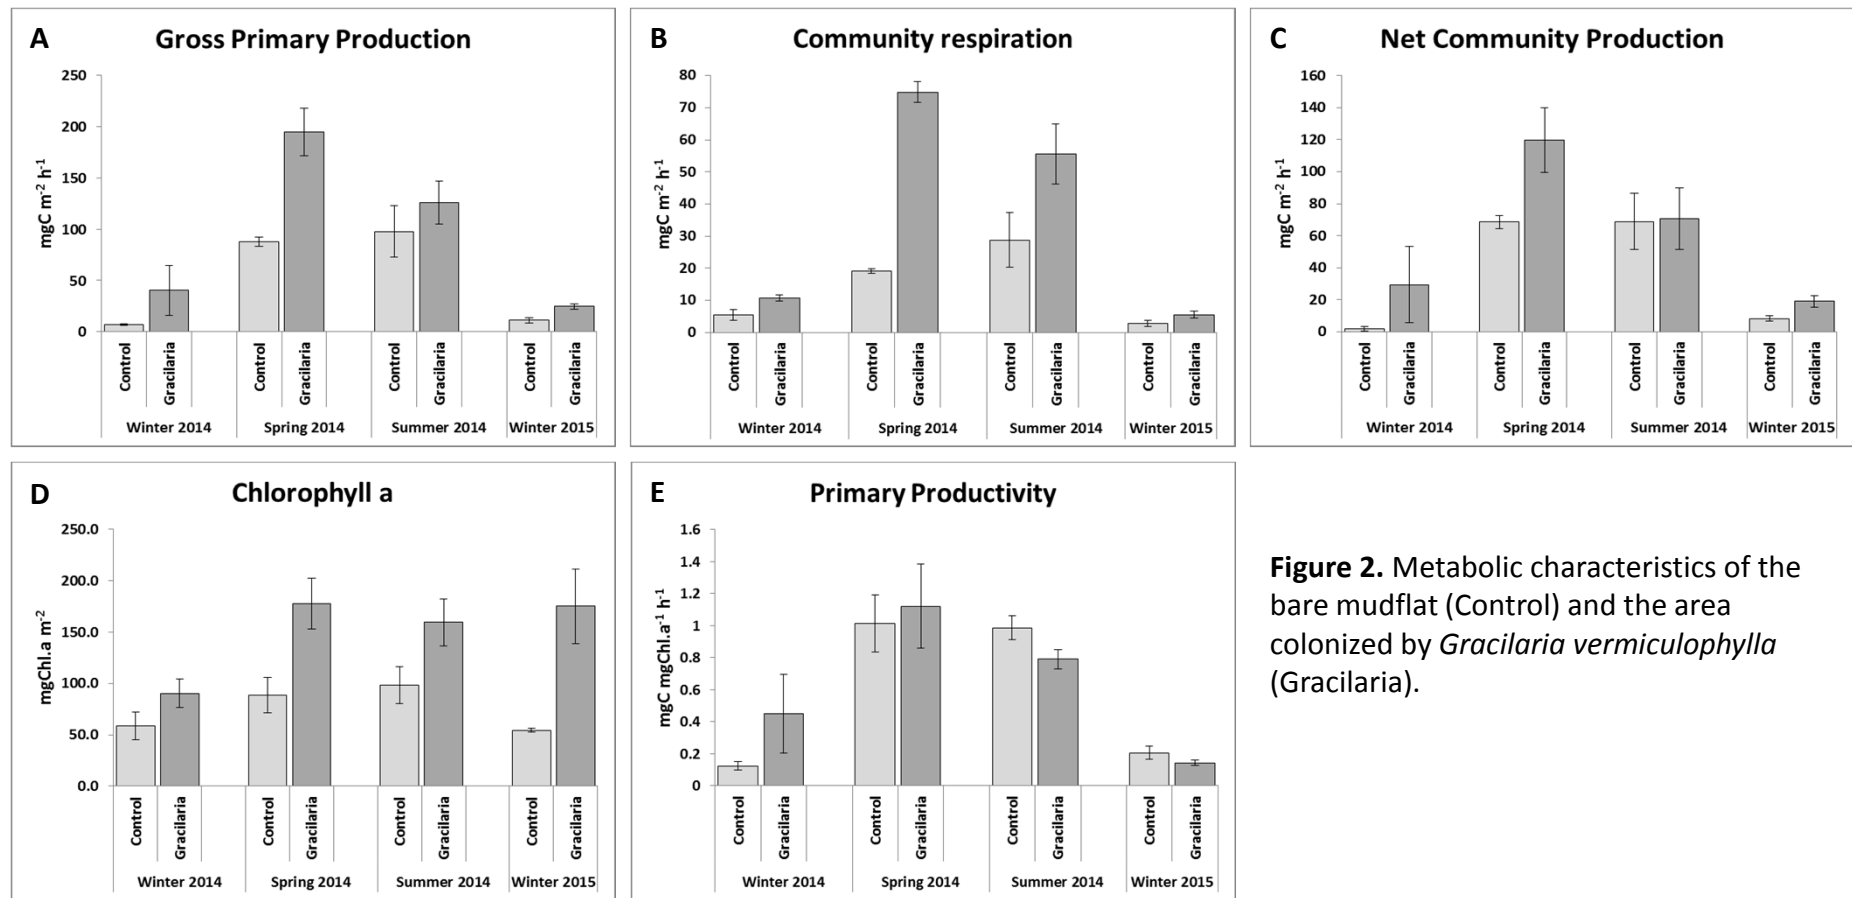 A
Gross Primary Production
250
200
150
100
50
0
mgC m⁻² h⁻¹
Control
Gracilaria
Control
Gracilaria
Control
Gracilaria
Control
Gracilaria
Winter 2014
Spring 2014
Summer 2014
Winter 2015
B
Community respiration
80
70
60
50
40
30
20
10
0
mgC m⁻² h⁻¹
Control
Gracilaria
Control
Gracilaria
Control
Gracilaria
Control
Gracilaria
Winter 2014
Spring 2014
Summer 2014
Winter 2015
C
Net Community Production
160
140
120
100
80
60
40
20
0
mgC m⁻² h⁻¹
Control
Gracilaria
Control
Gracilaria
Control
Gracilaria
Control
Gracilaria
Winter 2014
Spring 2014
Summer 2014
Winter 2015
D
Chlorophyll a
250.0
200.0
150.0
100.0
50.0
0.0
mgChl.a m⁻²
Control
Gracilaria
Control
Gracilaria
Control
Gracilaria
Control
Gracilaria
Winter 2014
Spring 2014
Summer 2014
Winter 2015
E
Primary Productivity
1.6
1.4
1.2
1
0.8
0.6
0.4
0.2
0
mgC mgChl.a⁻¹ h⁻¹
Control
Gracilaria
Control
Gracilaria
Control
Gracilaria
Control
Gracilaria
Winter 2014
Spring 2014
Summer 2014
Winter 2015
Figure 2. Metabolic characteristics of the
bare mudflat (Control) and the area
colonized by Gracilaria vermiculophylla
(Gracilaria).